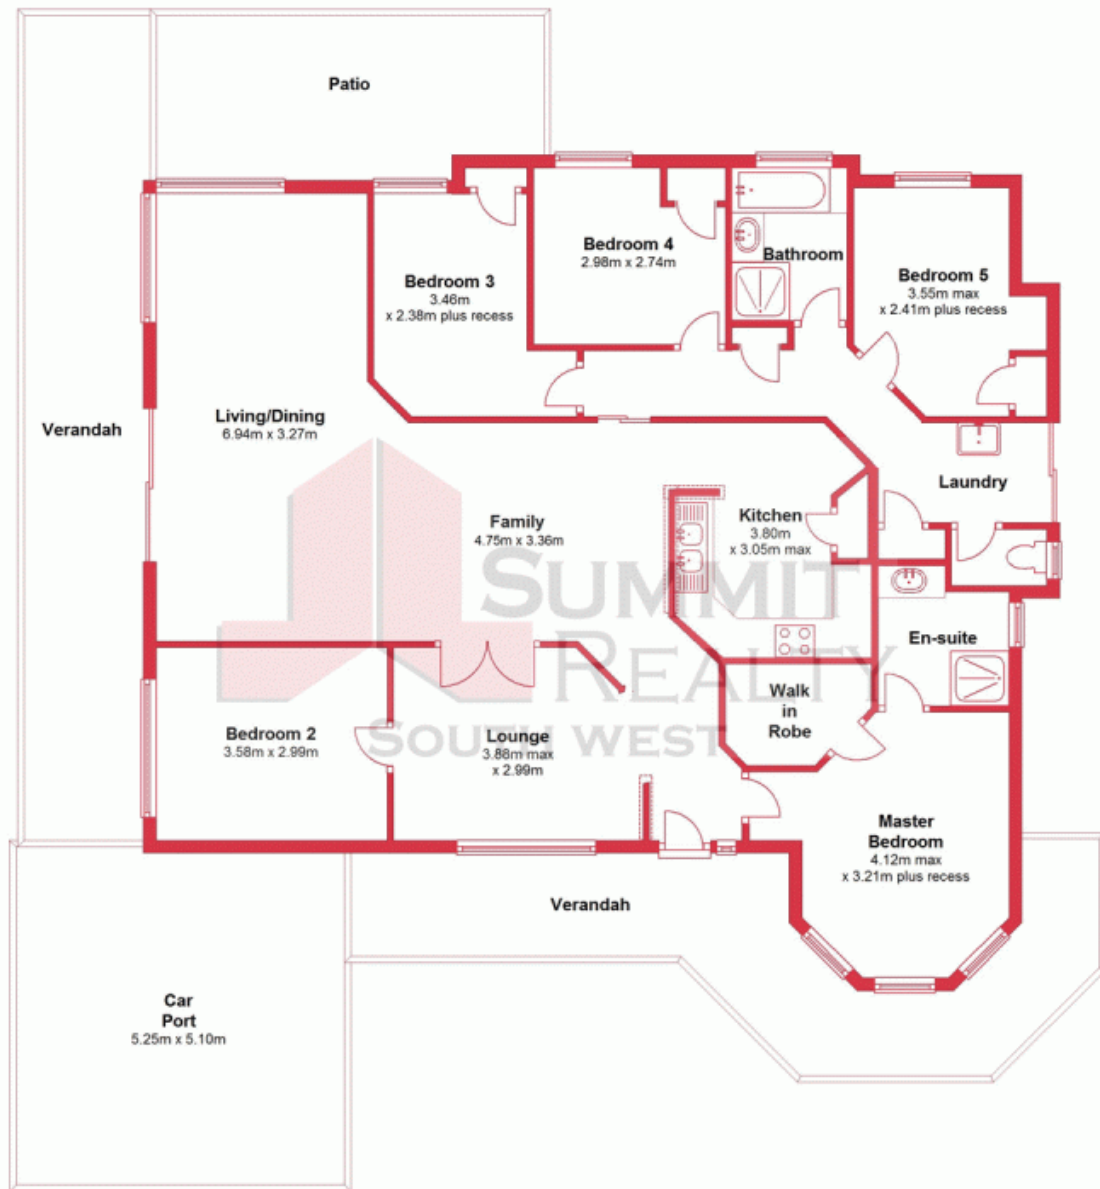 Patio
Bedroom 4
2.98m x 2.74m
Bathroom
Bedroom 3
3.46m
x 2.38m plus recess
Bedroom 5
3.55m max
x 2.41m plus recess
Verandah
Living/Dining
6.94m x 3.27m
Laundry
Family
4.75m x 3.36m
Kitchen
3.80m
x 3.05m max
SUMMIT
REALTY
SOUTH WEST
En-suite
Walk
in
Robe
Bedroom 2
3.58m x 2.99m
Lounge
3.88m max
x 2.99m
Master
Bedroom
4.12m max
x 3.21m plus recess
Verandah
Car
Port
5.25m x 5.10m